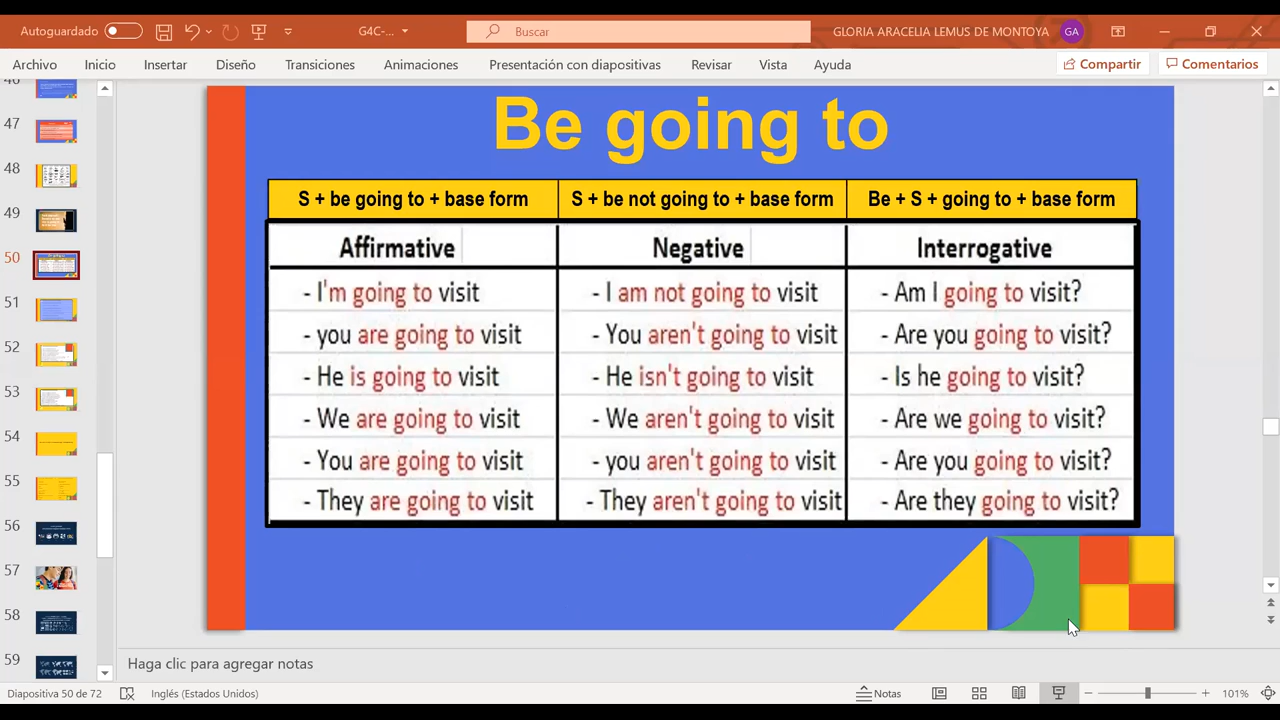 Autoguardado
G4C-...
Buscar
GLORIA ARACELIA LEMUS DE MONTOYA GA
Archivo Inicio Insertar Diseño Transiciones Animaciones Presentación con diapositivas Revisar Vista Ayuda Compartir Comentarios
46
47
48
49
50
51
52
53
54
55
56
57
58
59
Be going to
S + be going to + base form S + be not going to + base form Be + S + going to + base form
Affirmative Negative Interrogative
- I'm going to visit - I am not going to visit - Am I going to visit?
- you are going to visit - You aren't going to visit - Are you going to visit?
- He is going to visit - He isn't going to visit - Is he going to visit?
- We are going to visit - We aren't going to visit - Are we going to visit?
- You are going to visit - you aren't going to visit - Are you going to visit?
- They are going to visit - They aren't going to visit - Are they going to visit?
Haga clic para agregar notas
Diapositiva 50 de 72 Inglés (Estados Unidos) Notas 101%